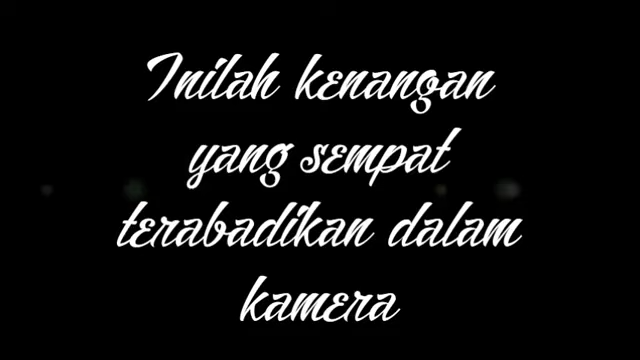 Inilah kenangan
yang sempat
terabadikan dalam
kamera